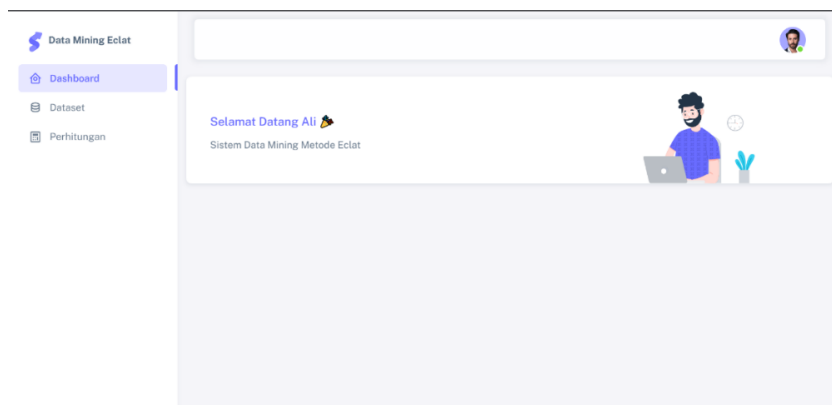 Data Mining Eclat
Dashboard
Dataset
Perhitungan
Selamat Datang Ali 🎉
Sistem Data Mining Metode Eclat